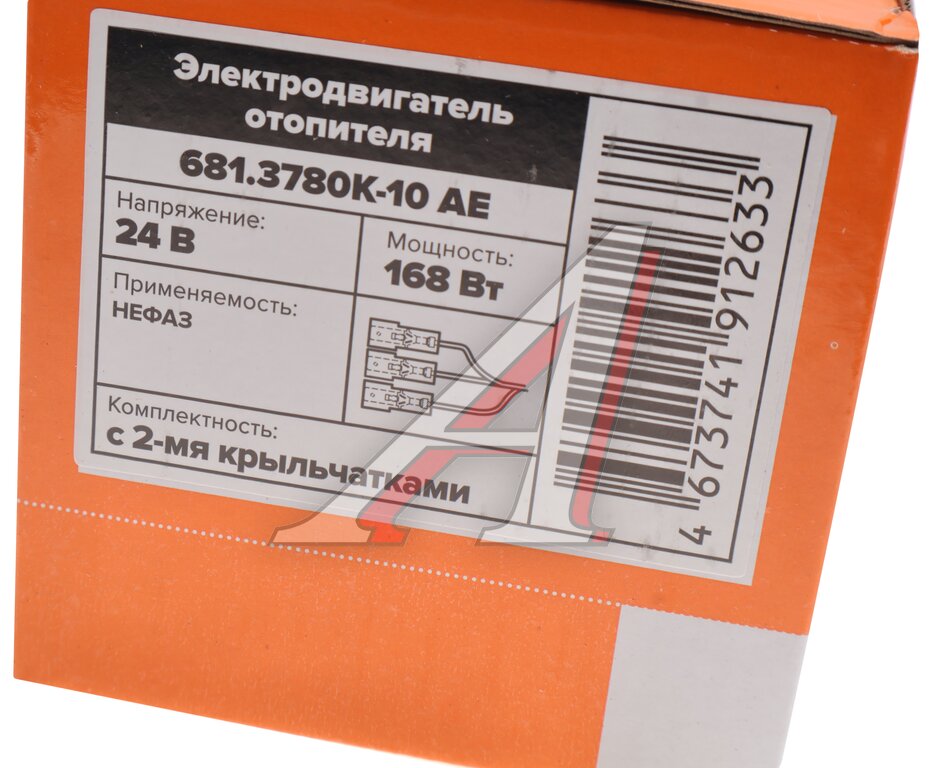 Электродвигатель
отопителя
681.3780К-10 АЕ
Напряжение:
24 В
Мощность:
168 Вт
Применяемость:
НЕФАЗ
Комплектность:
с 2-мя крыльчатками
4 673741 912633